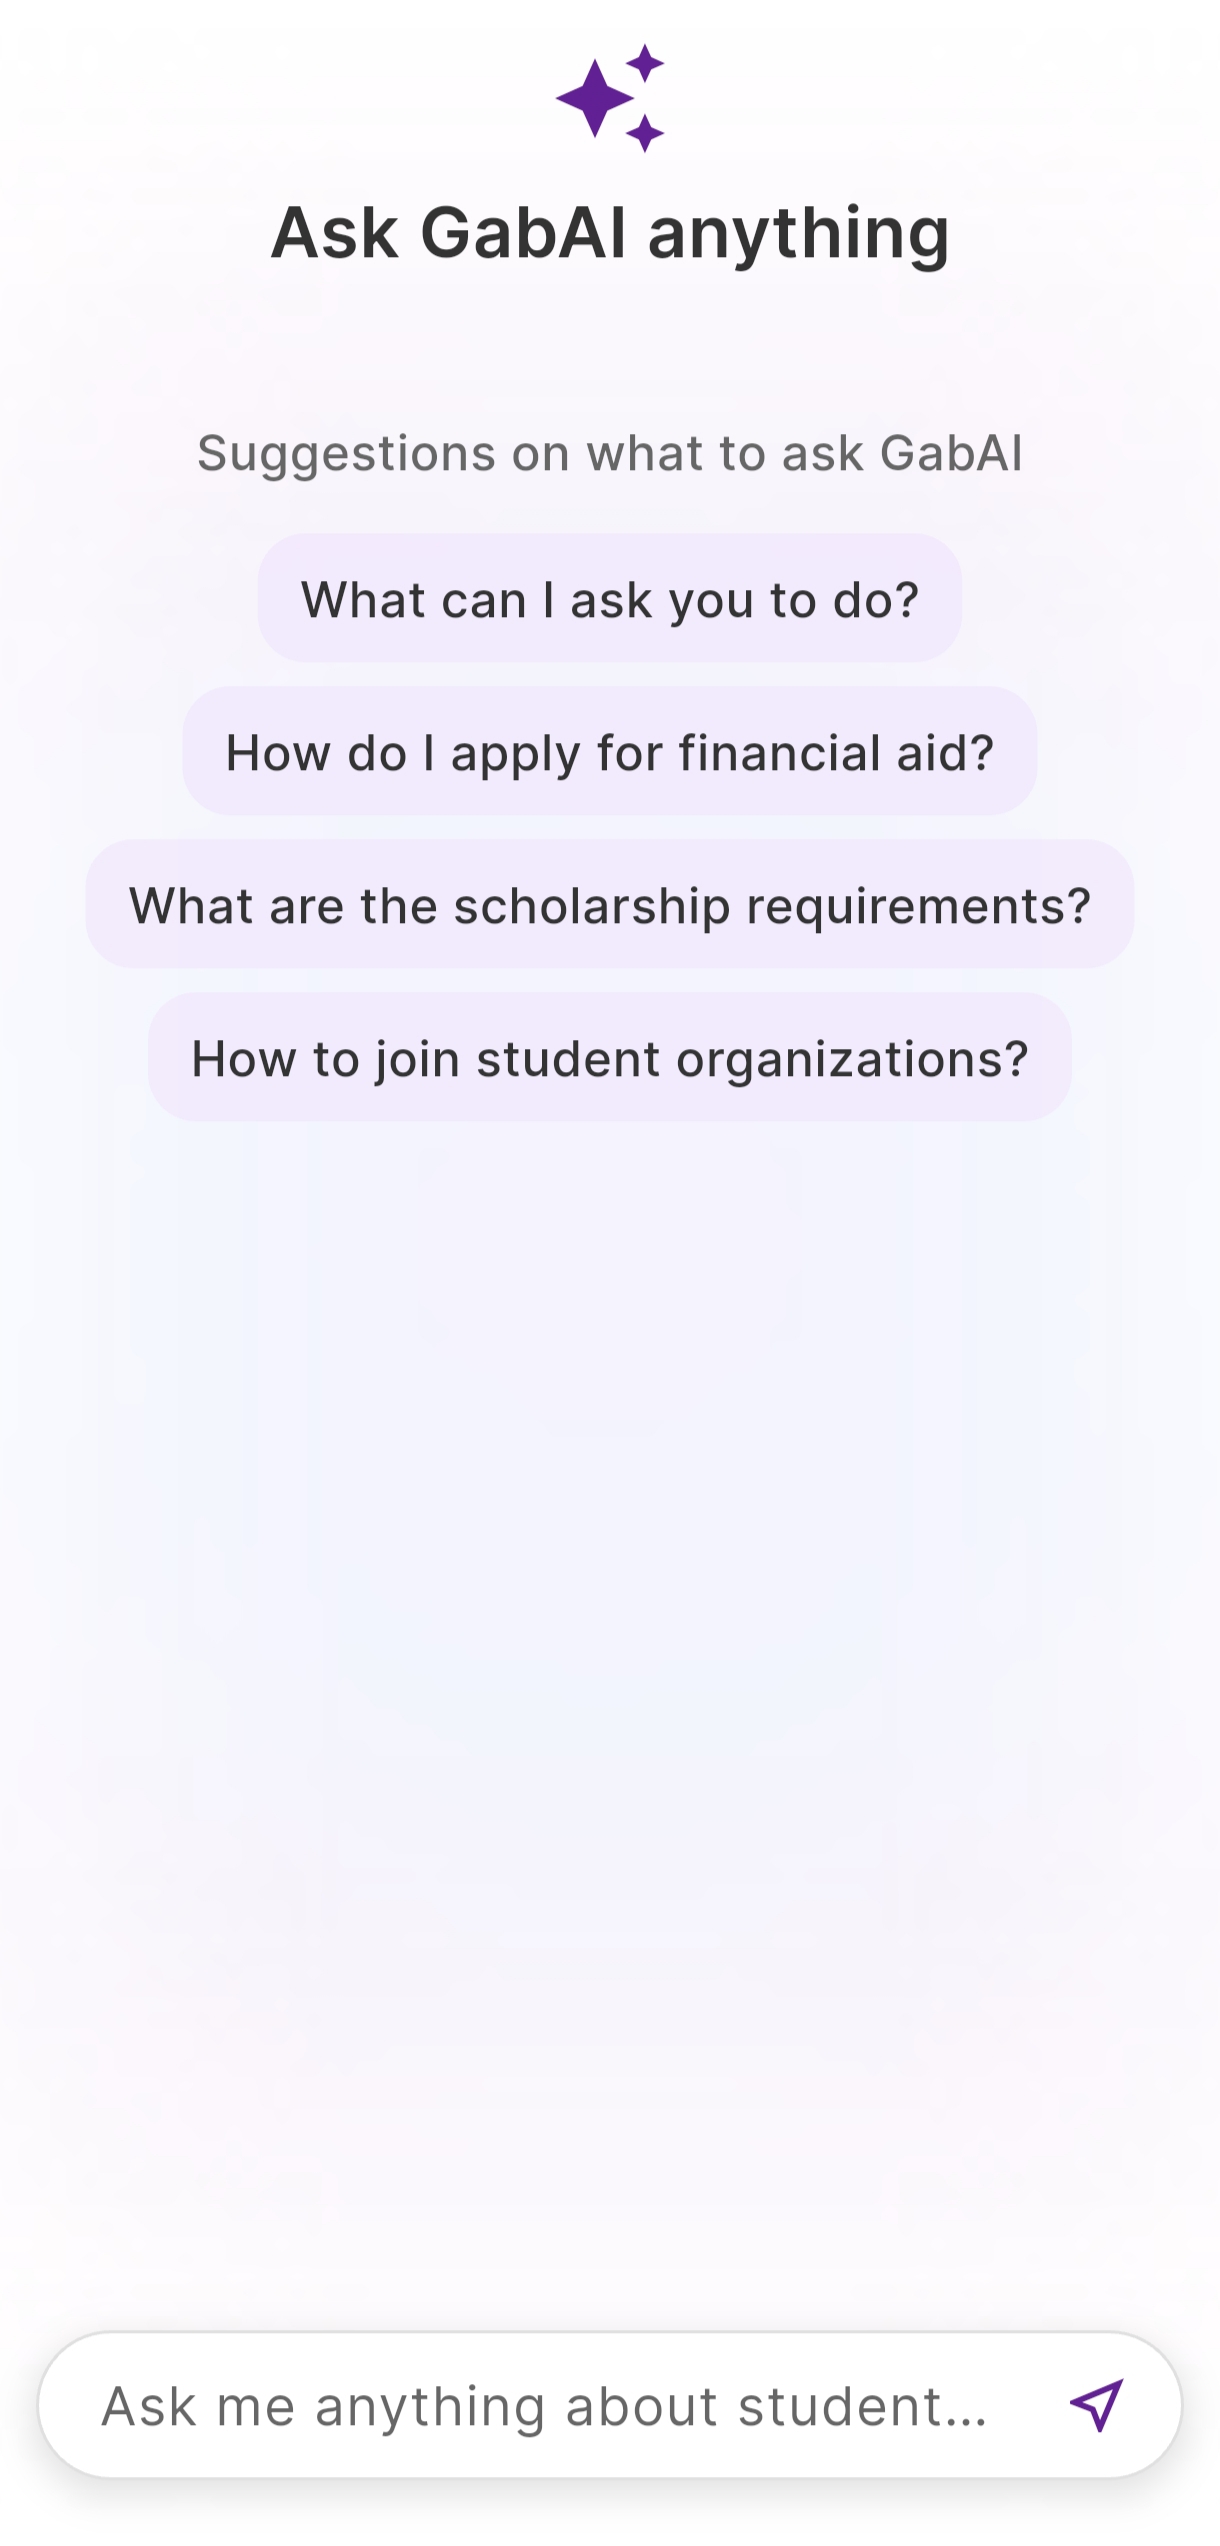 Ask GabAI anything
Suggestions on what to ask GabAI
What can I ask you to do?
How do I apply for financial aid?
What are the scholarship requirements?
How to join student organizations?
Ask me anything about student...